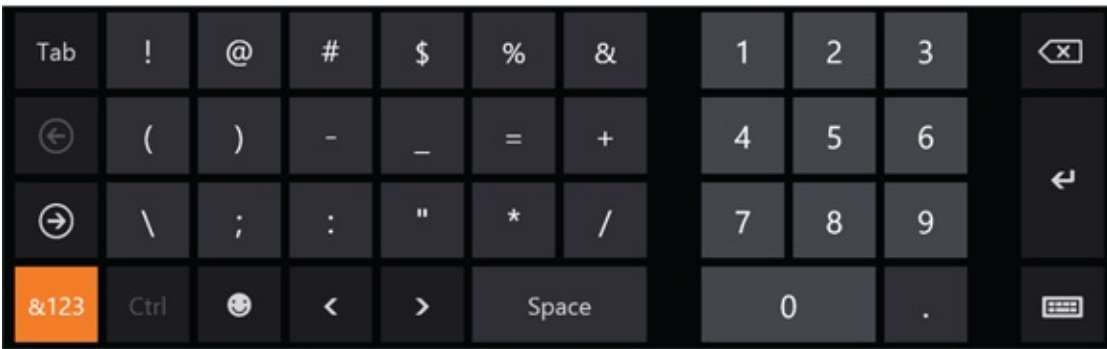 Tab ! @ # $ % & 1 2 3
( ) - _ = + 4 5 6
\ ; : " * / 7 8 9
&123 Ctrl < > Space 0 .